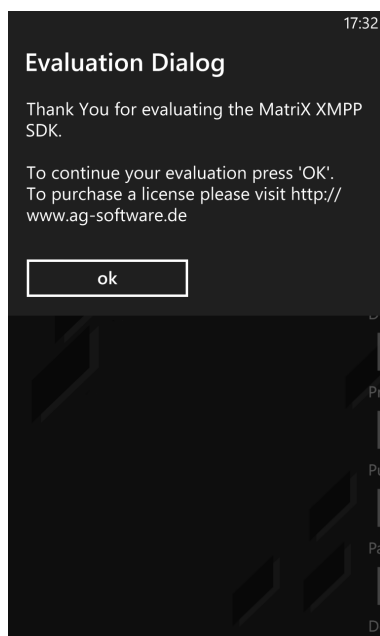 17:32
Evaluation Dialog
Thank You for evaluating the MatriX XMPP
SDK.
To continue your evaluation press 'OK'.
To purchase a license please visit http://
www.ag-software.de
ok